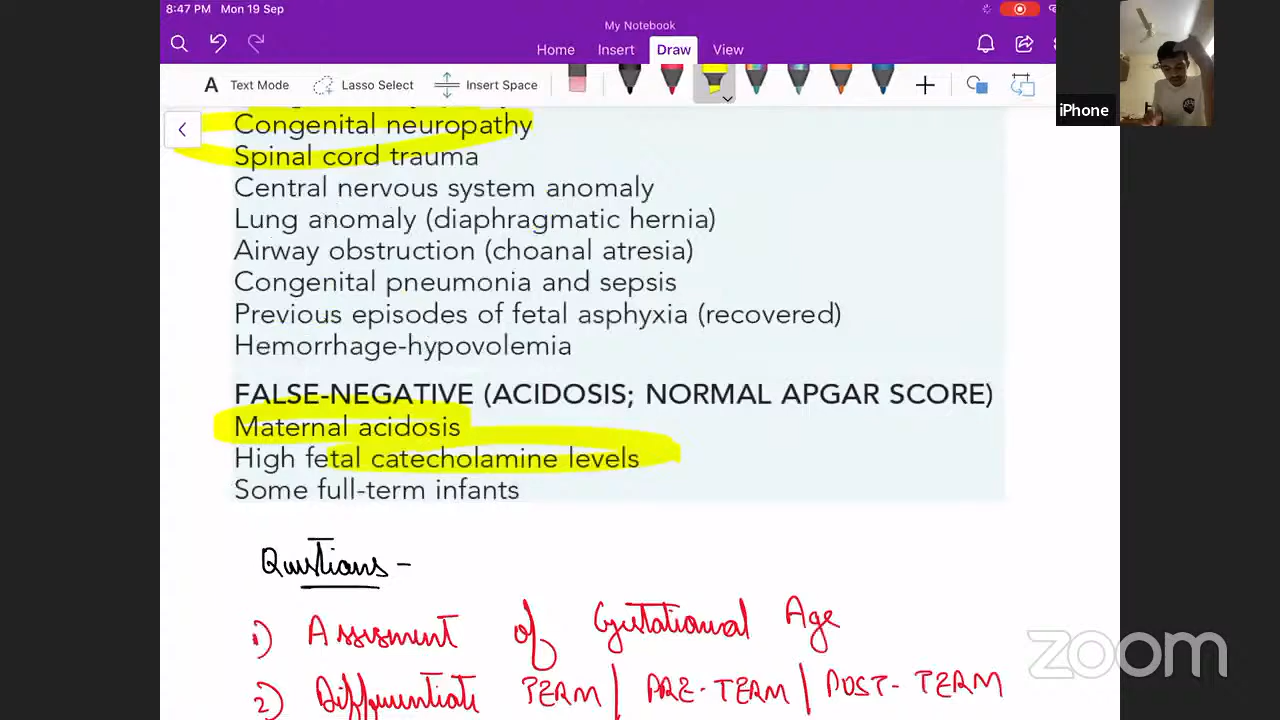 8:47 PM Mon 19 Sep
My Notebook
Home Insert Draw View
Text Mode Lasso Select Insert Space
iPhone
Congenital neuropathy
Spinal cord trauma
Central nervous system anomaly
Lung anomaly (diaphragmatic hernia)
Airway obstruction (choanal atresia)
Congenital pneumonia and sepsis
Previous episodes of fetal asphyxia (recovered)
Hemorrhage-hypovolemia
FALSE-NEGATIVE (ACIDOSIS; NORMAL APGAR SCORE)
Maternal acidosis
High fetal catecholamine levels
Some full-term infants
Questions -
1) Assesment of Gestational Age
2) Differentiate TERM | PRE-TERM | POST-TERM
zoom